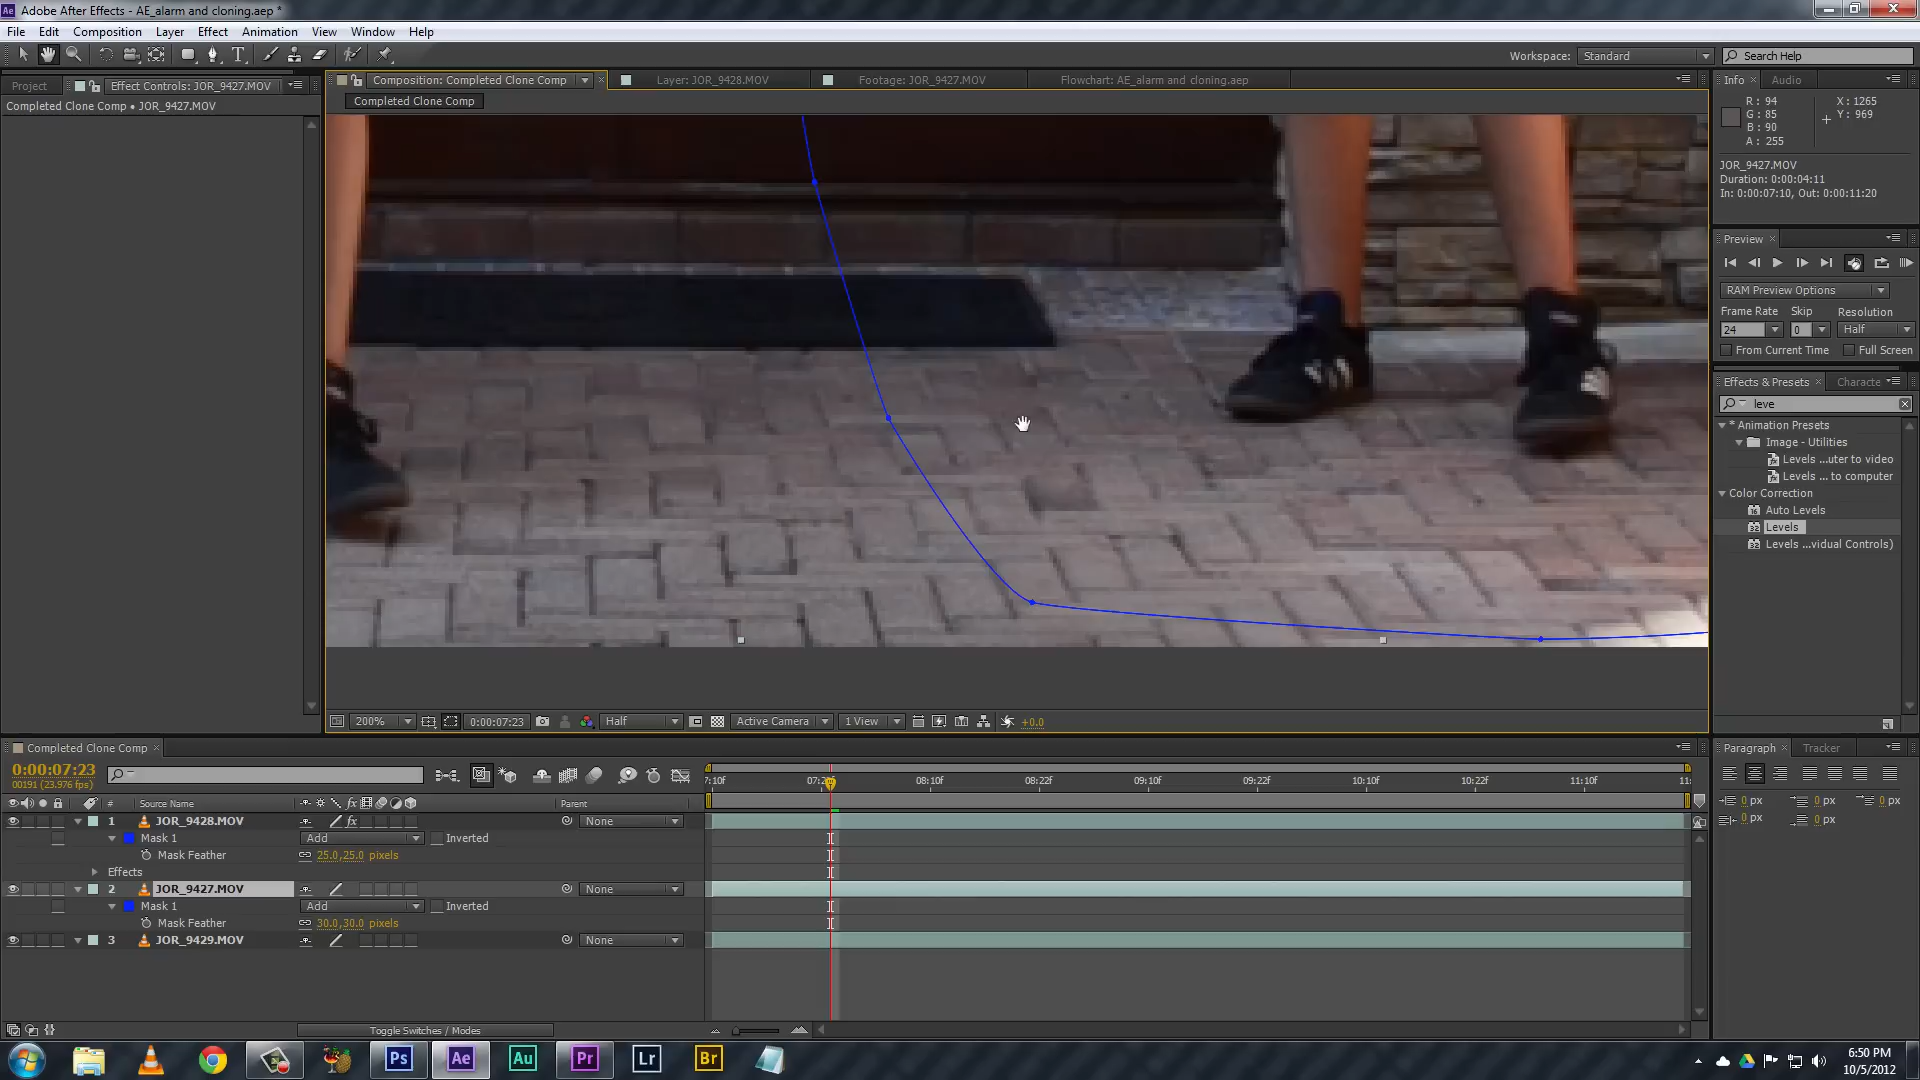 Ae Adobe After Effects - AE_alarm and cloning.aep *
File Edit Composition Layer Effect Animation View Window Help
Workspace: Standard Search Help
Project Effect Controls: JOR_9427.MOV
Completed Clone Comp • JOR_9427.MOV
Composition: Completed Clone Comp Layer: JOR_9428.MOV Footage: JOR_9427.MOV Flowchart: AE_alarm and cloning.aep
Completed Clone Comp
Info Audio
R: 94 X: 1265
G: 85 Y: 969
B: 90
A: 255
JOR_9427.MOV
Duration: 0:00:04:11
In: 0:00:07:10, Out: 0:00:11:20
Preview
RAM Preview Options
Frame Rate Skip Resolution
24 0 Half
From Current Time Full Screen
Effects & Presets Characte
leve
* Animation Presets
Image - Utilities
Levels ...uter to video
Levels ... to computer
Color Correction
Auto Levels
Levels
Levels ...vidual Controls)
200% 0:00:07:23 Half Active Camera 1 View +0.0
Completed Clone Comp
0:00:07:23
00191 (23.976 fps)
7:10f 08:10f 08:22f 09:10f 09:22f 10:10f 10:22f 11:10f 11:
# Source Name Parent
1 JOR_9428.MOV fx None
Mask 1 Add Inverted
Mask Feather 25.0,25.0 pixels
Effects
2 JOR_9427.MOV None
Mask 1 Add Inverted
Mask Feather 30.0,30.0 pixels
3 JOR_9429.MOV None
Toggle Switches / Modes
Paragraph Tracker
0 px 0 px 0 px
0 px 0 px
Ps Ae Au Pr Lr Br
6:50 PM
10/5/2012